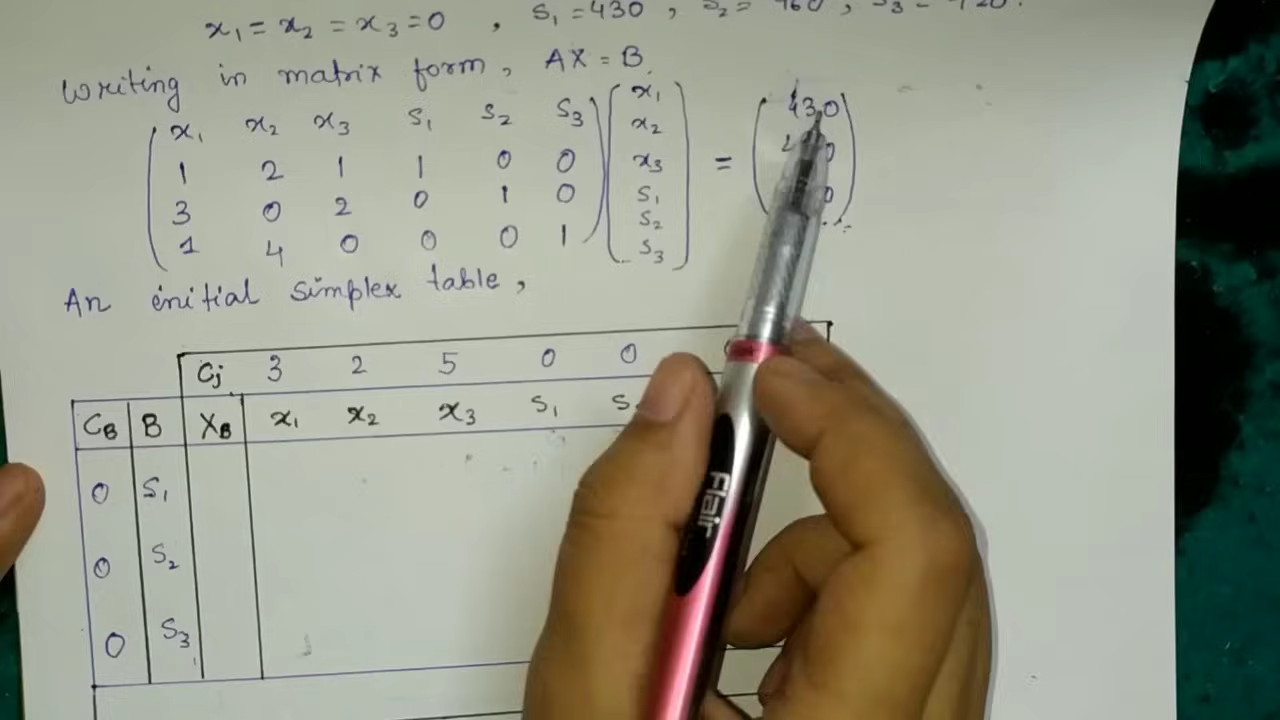 x₁ = x₂ = x₃ = 0 , S₁ = 430 , S₂ = 460 , S₃ =
Writing in matrix form, AX = B.
x₁ x₂ x₃ S₁ S₂ S₃ x₁ 430
1 2 1 1 0 0 x₂
3 0 2 0 1 0 x₃ =
1 4 0 0 0 1 S₁
S₂
S₃
An initial simplex table,
Cj 3 2 5 0 0
CB B XB x₁ x₂ x₃ S₁
0 S₁
0 S₂
0 S₃
Flair